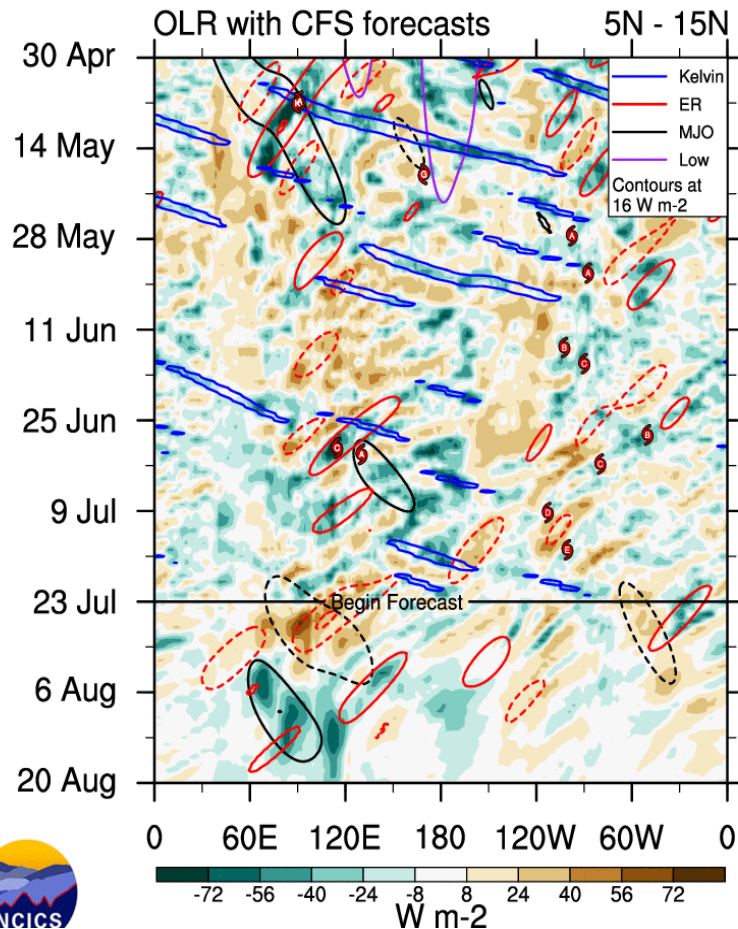 OLR with CFS forecasts 5N - 15N
30 Apr
14 May
28 May
11 Jun
25 Jun
9 Jul
23 Jul
6 Aug
20 Aug
Kelvin
ER
MJO
Low
Contours at
16 W m-2
G
A
A
B
E
B
C
A
C
D
E
Begin Forecast
0 60E 120E 180 120W 60W 0
-72 -56 -40 -24 -8 8 24 40 56 72
W m-2
NCICS